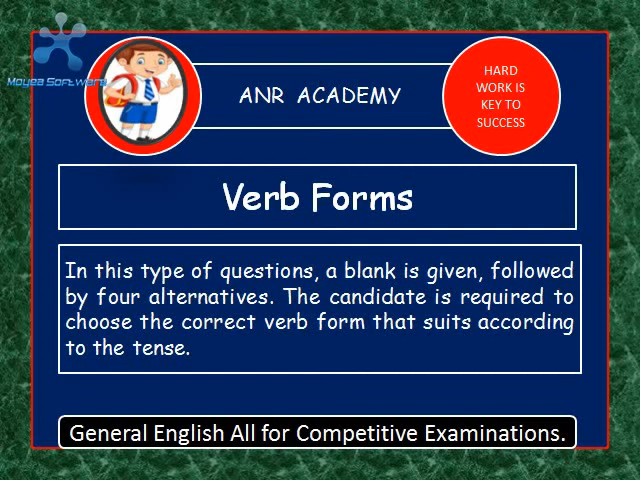 Moyea Software
ANR ACADEMY
HARD
WORK IS
KEY TO
SUCCESS
Verb Forms
In this type of questions, a blank is given, followed
by four alternatives. The candidate is required to
choose the correct verb form that suits according
to the tense.
General English All for Competitive Examinations.